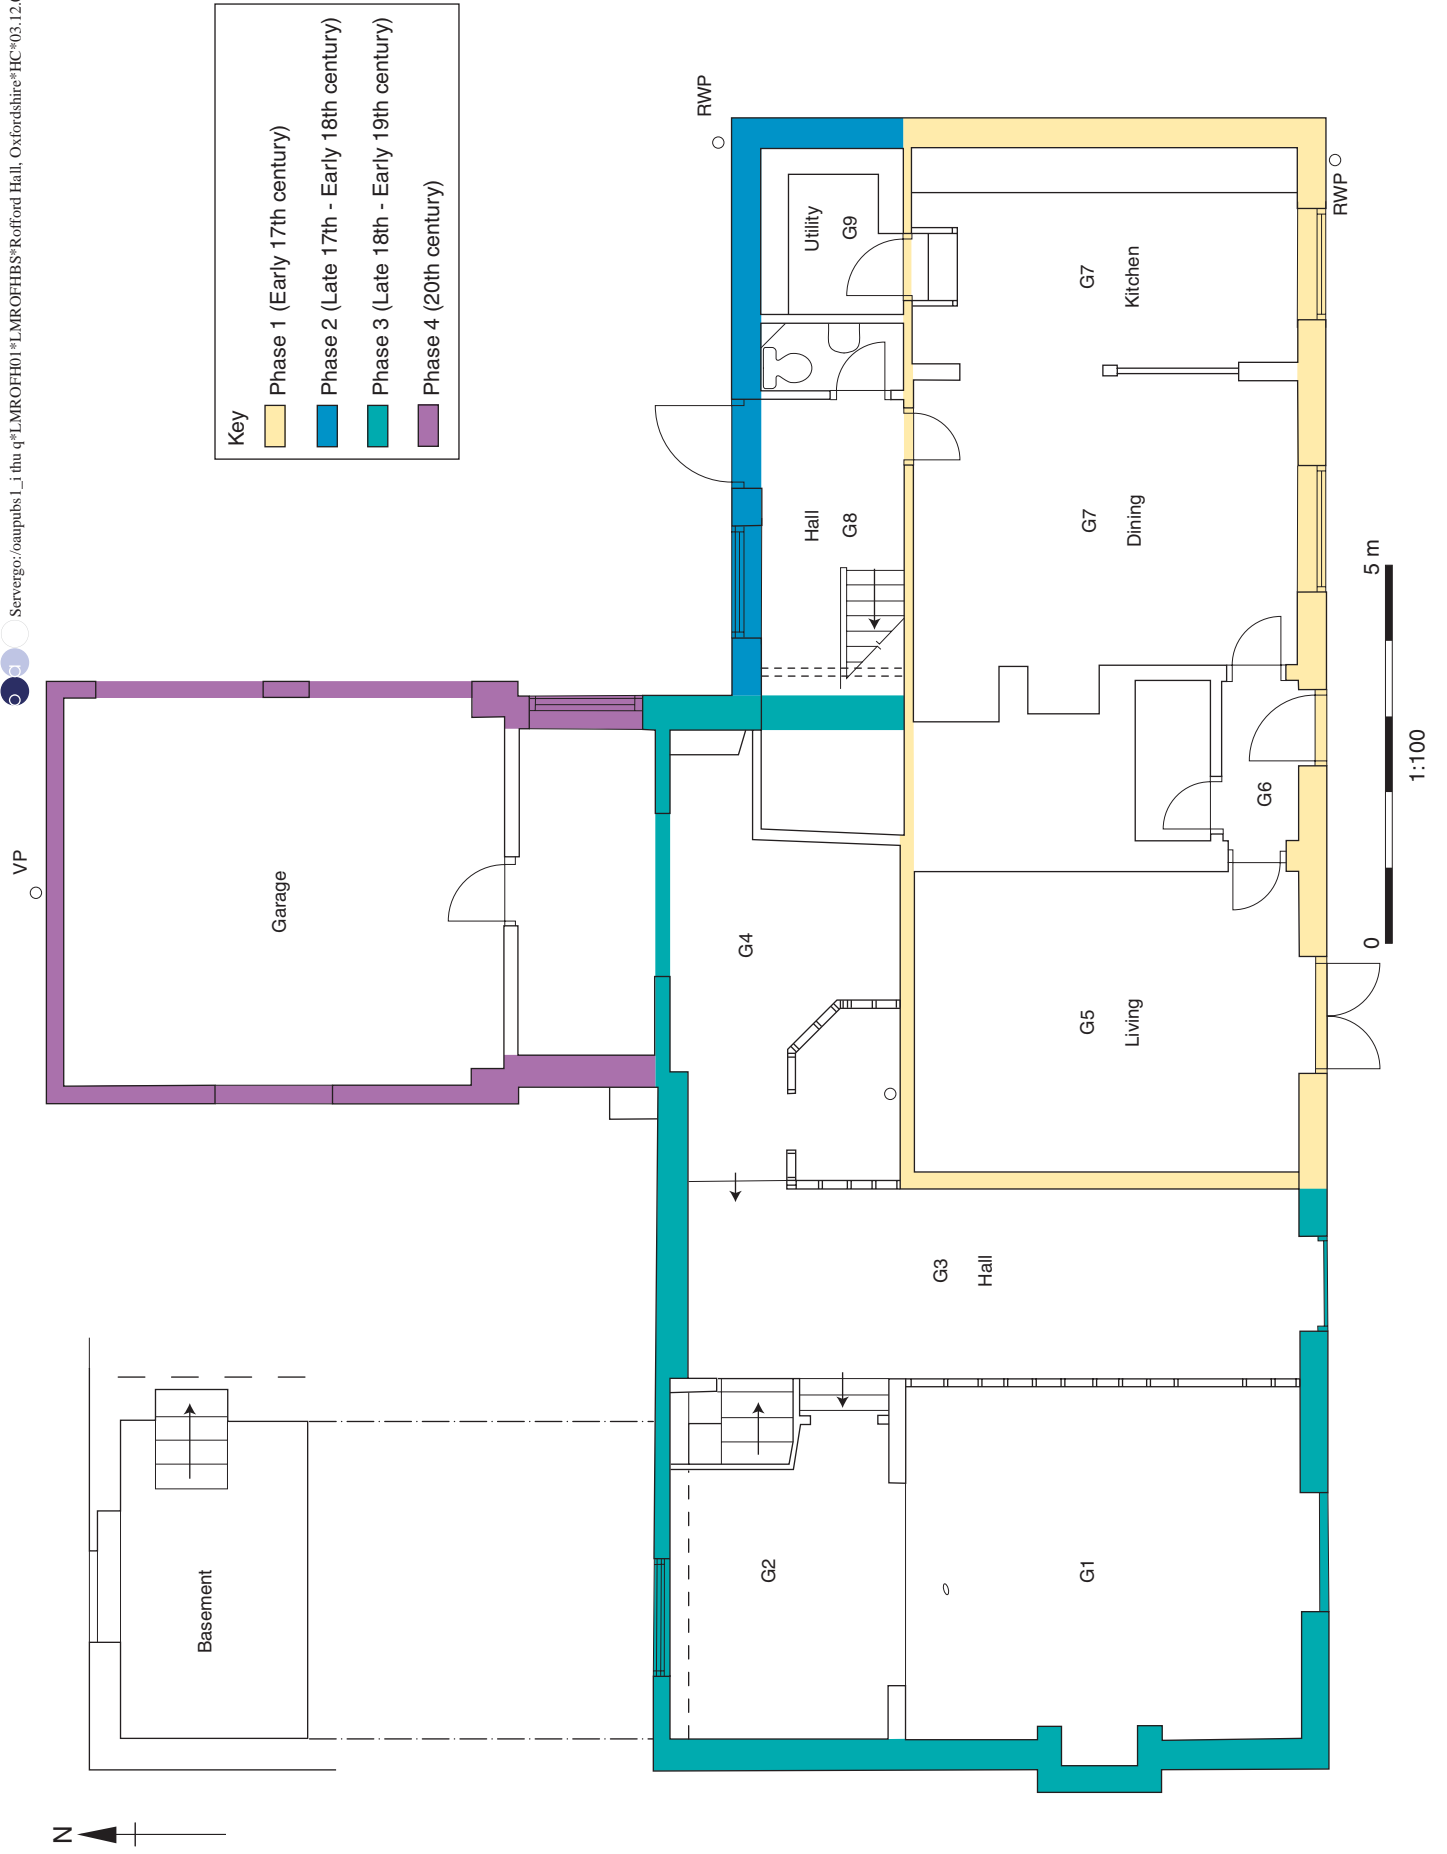 Servergo:/oaupubs1_i thu q*LMROFH01*LMROFHBS*Rofford Hall, Oxfordshire*HC*03.12.
oa
Key
Phase 1 (Early 17th century)
Phase 2 (Late 17th - Early 18th century)
Phase 3 (Late 18th - Early 19th century)
Phase 4 (20th century)
N
Basement
VP
Garage
RWP
G2
G4
Hall
G8
Utility
G9
G3
Hall
G1
G5
Living
G7
Dining
G7
Kitchen
G6
RWP
0
5 m
1:100